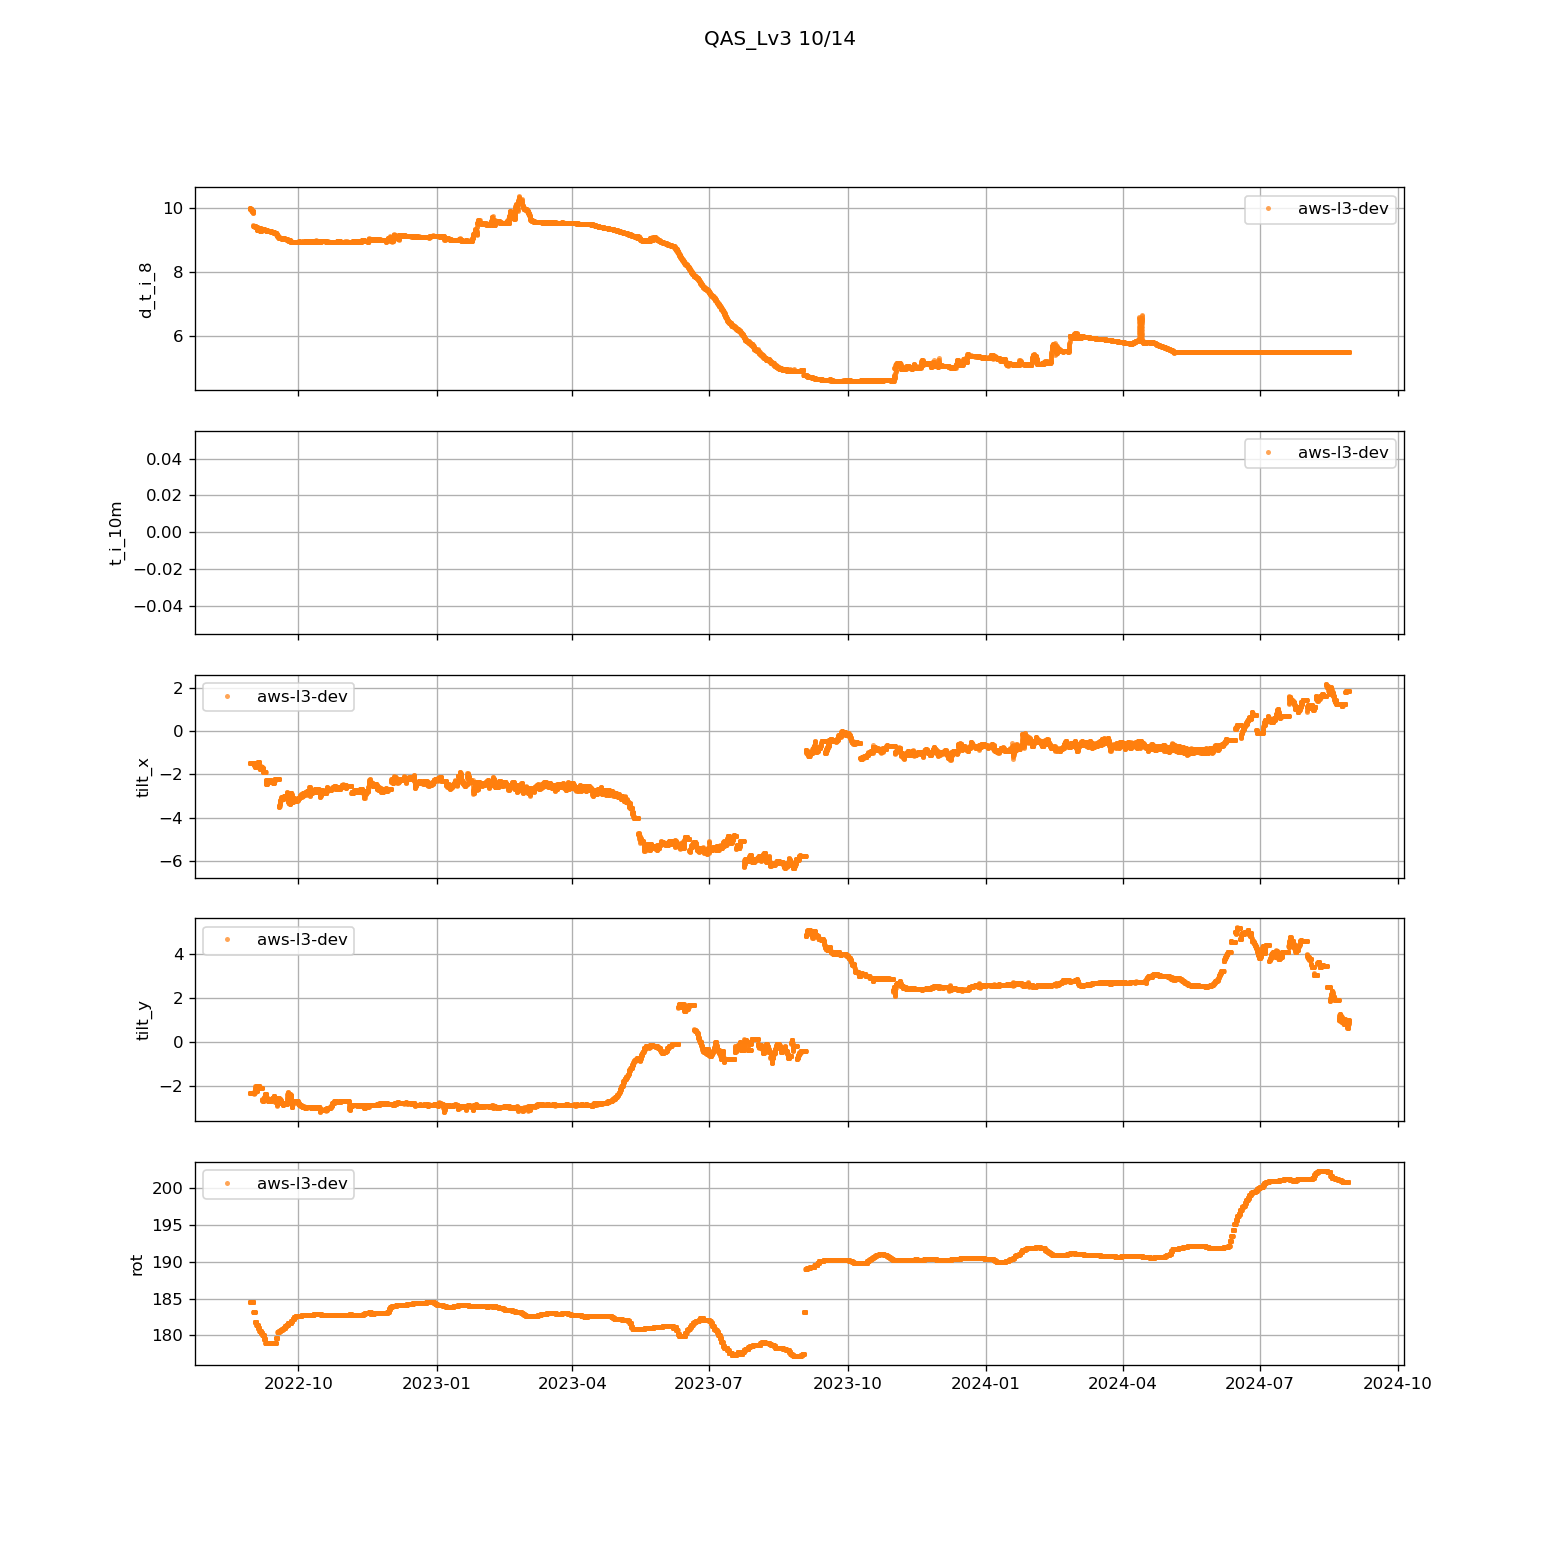 QAS_Lv3 10/14
10
8
6
d_t_i_8
aws-l3-dev
0.04
0.02
0.00
−0.02
−0.04
t_i_10m
aws-l3-dev
2
0
−2
−4
−6
tilt_x
aws-l3-dev
4
2
0
−2
tilt_y
aws-l3-dev
200
195
190
185
180
rot
aws-l3-dev
2022-10 2023-01 2023-04 2023-07 2023-10 2024-01 2024-04 2024-07 2024-10